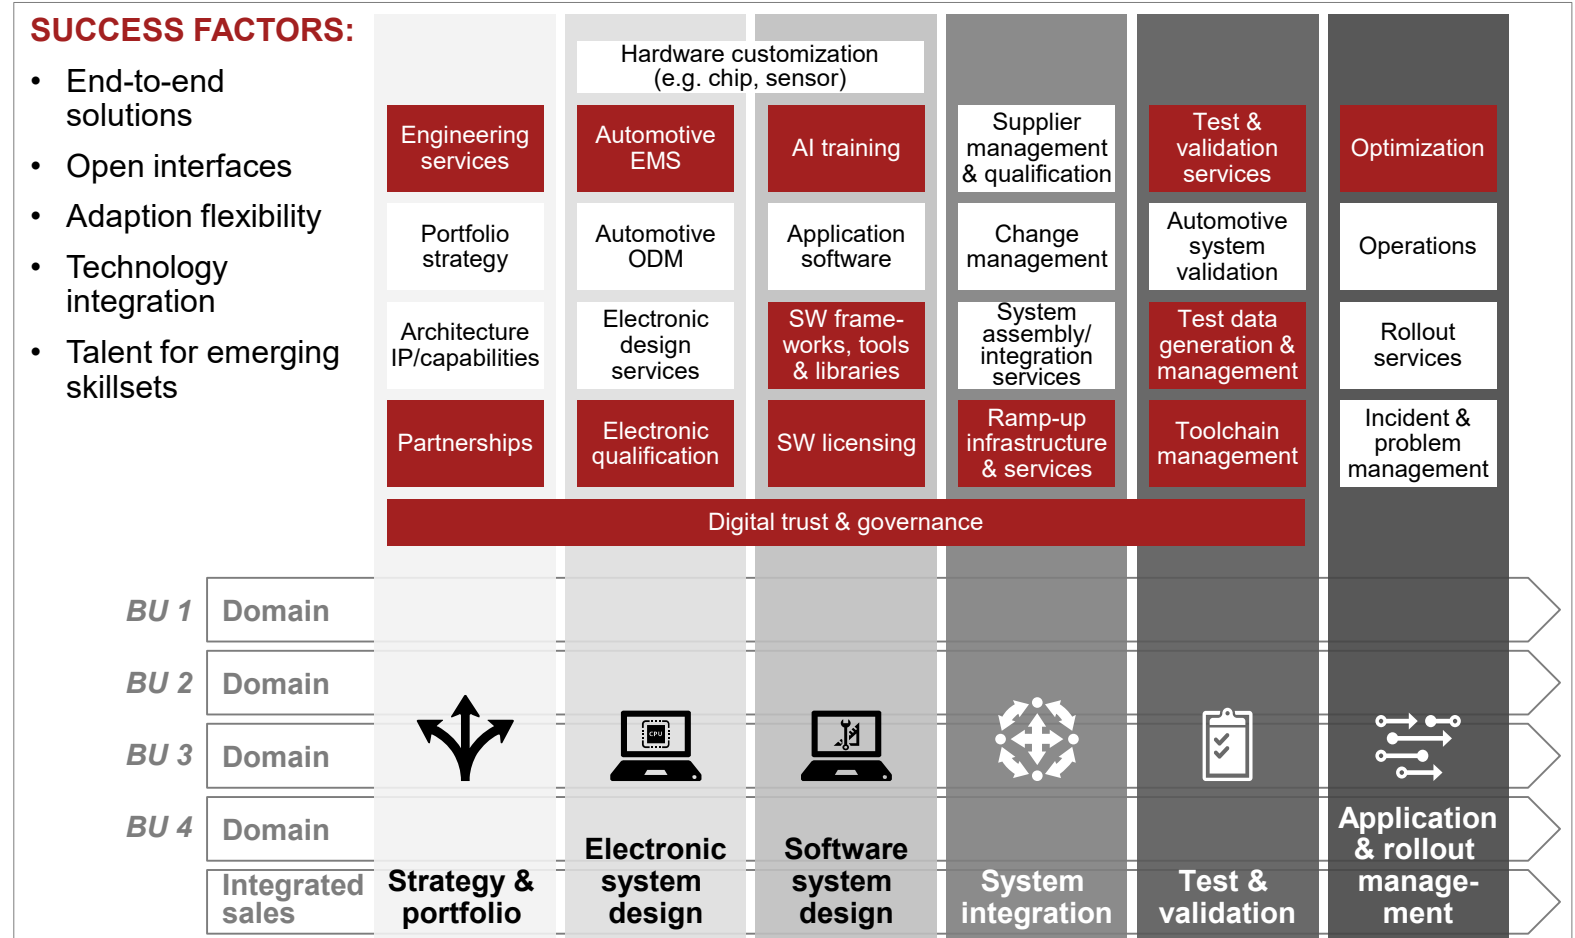 SUCCESS FACTORS:
• End-to-end
solutions
• Open interfaces
• Adaption flexibility
• Technology
integration
• Talent for emerging
skillsets
Hardware customization
(e.g. chip, sensor)
Engineering
services
Automotive
EMS
AI training
Supplier
management
& qualification
Test &
validation
services
Optimization
Portfolio
strategy
Automotive
ODM
Application
software
Change
management
Automotive
system
validation
Operations
Architecture
IP/capabilities
Electronic
design
services
SW frame-
works, tools
& libraries
System
assembly/
integration
services
Test data
generation &
management
Rollout
services
Partnerships
Electronic
qualification
SW licensing
Ramp-up
infrastructure
& services
Toolchain
management
Incident &
problem
management
Digital trust & governance
BU 1
Domain
BU 2
Domain
BU 3
Domain
BU 4
Domain
Integrated
sales
CPU
Strategy &
portfolio
Electronic
system
design
Software
system
design
System
integration
Test &
validation
Application
& rollout
manage-
ment